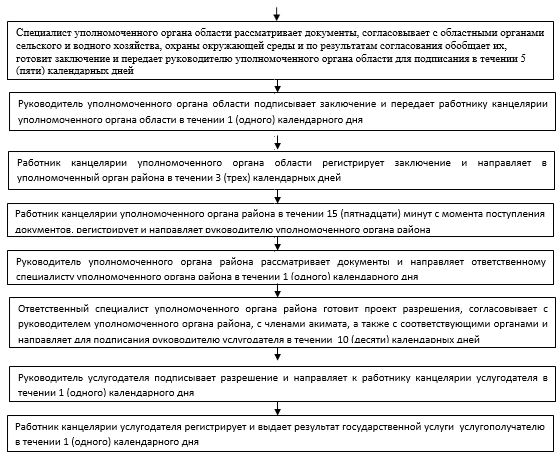 Специалист уполномоченного органа области рассматривает документы, согласовывает с областными органами
сельского и водного хозяйства, охраны окружающей среды и по результатам согласования обобщает их,
готовит заключение и передает руководителю уполномоченного органа области для подписания в течении 5
(пяти) календарных дней
Руководитель уполномоченного органа области подписывает заключение и передает работнику канцелярии
уполномоченного органа области в течении 1 (одного) календарного дня
Работник канцелярии уполномоченного органа области регистрирует заключение и направляет в
уполномоченный орган района в течении 3 (трех) календарных дней
Работник канцелярии уполномоченного органа района в течении 15 (пятнадцати) минут с момента поступления
документов, регистрирует и направляет руководителю уполномоченного органа района
Руководитель уполномоченного органа района рассматривает документы и направляет ответственному
специалисту уполномоченного органа района в течении 1 (одного) календарного дня
Ответственный специалист уполномоченного органа района готовит проект разрешения, согласовывает с
руководителем уполномоченного органа района, с членами акимата, а также с соответствующими органами и
направляет для подписания руководителю услугодателя в течении 10 (десяти) календарных дней
Руководитель услугодателя подписывает разрешение и направляет к работнику канцелярии услугодателя в
течении 1 (одного) календарного дня
Работник канцелярии услугодателя регистрирует и выдает результат государственной услуги услугополучателю
в течении 1 (одного) календарного дня